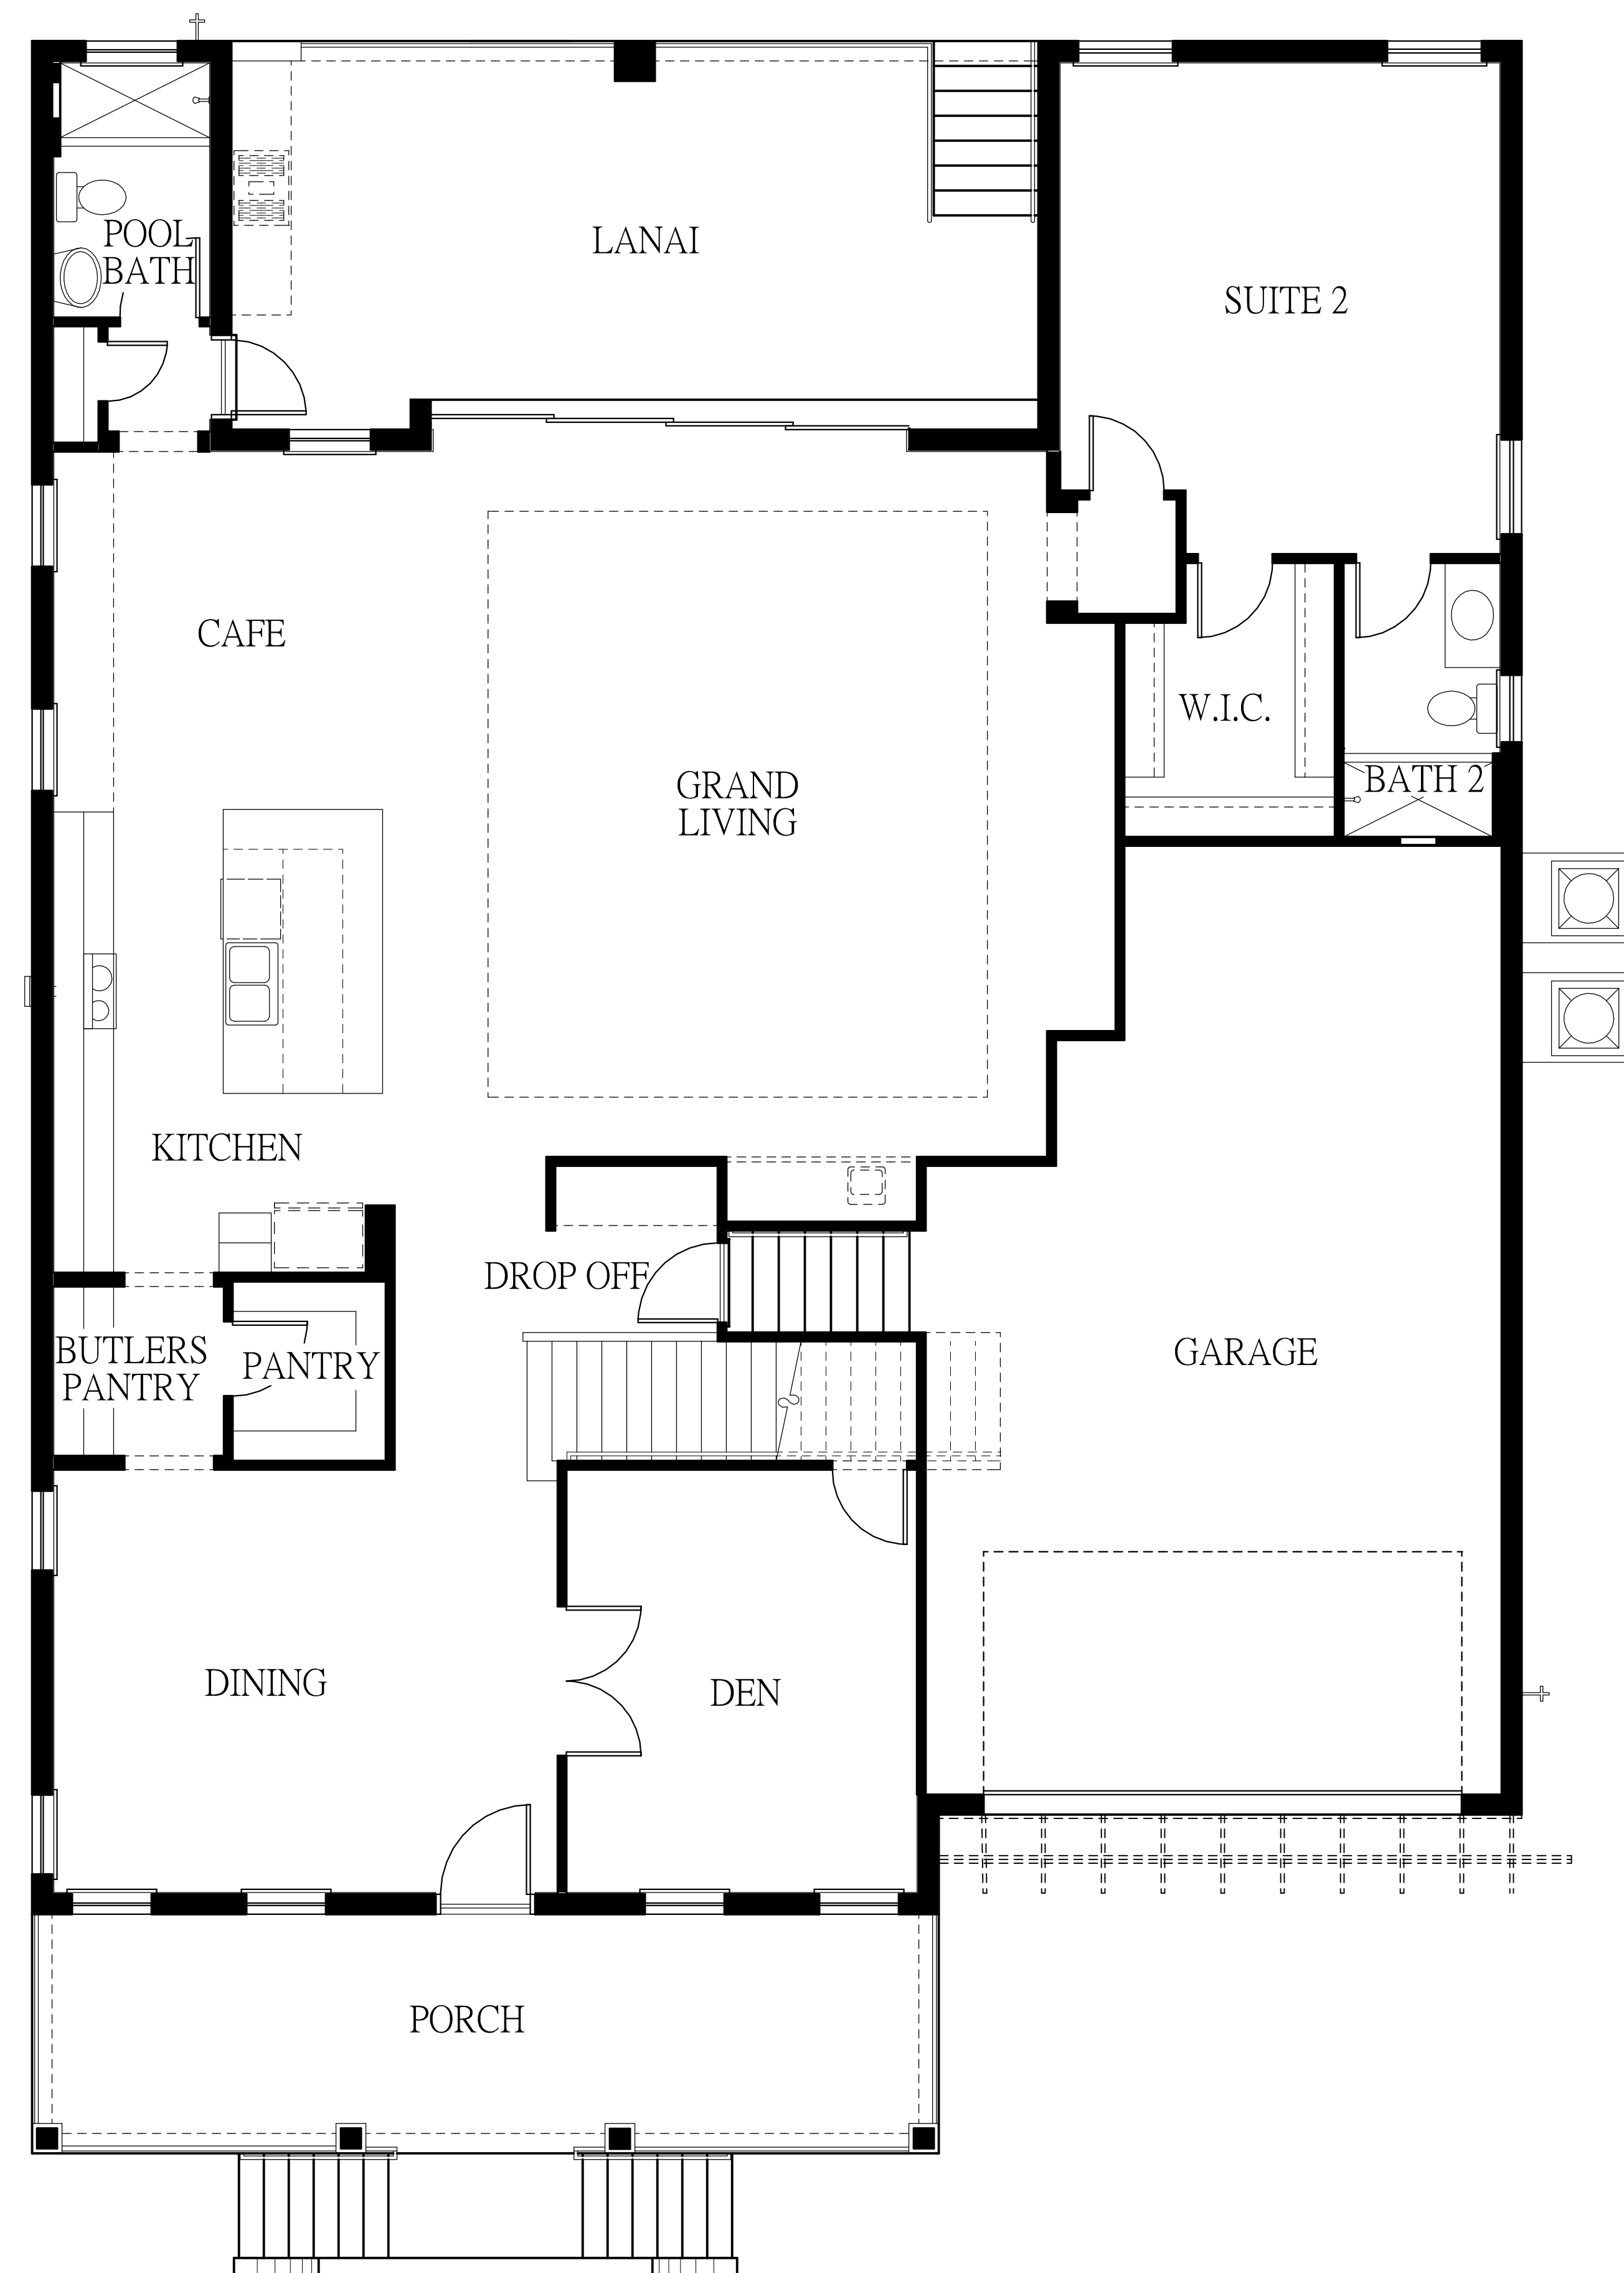 POOL
BATH
LANAI
SUITE 2
CAFE
W.I.C.
GRAND
LIVING
BATH 2
KITCHEN
DROP OFF
BUTLERS
PANTRY
PANTRY
GARAGE
DINING
DEN
PORCH